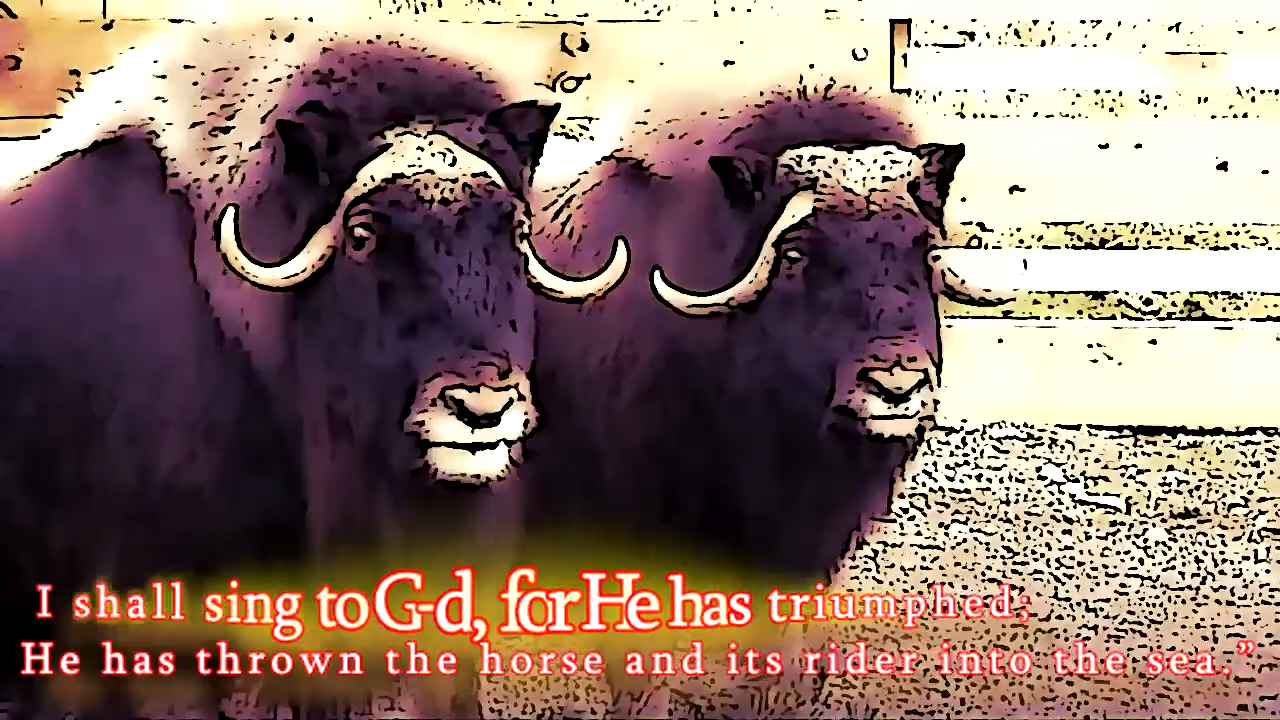 I shall sing to G-d, for He has triumphed;
He has thrown the horse and its rider into the sea.”